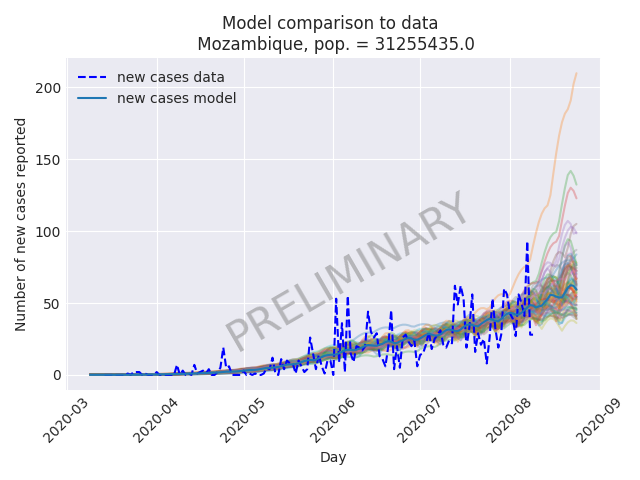 Model comparison to data
Mozambique, pop. = 31255435.0
new cases data
new cases model
Number of new cases reported
200
150
100
50
0
PRELIMINARY
2020-03
2020-04
2020-05
2020-06
2020-07
2020-08
2020-09
Day